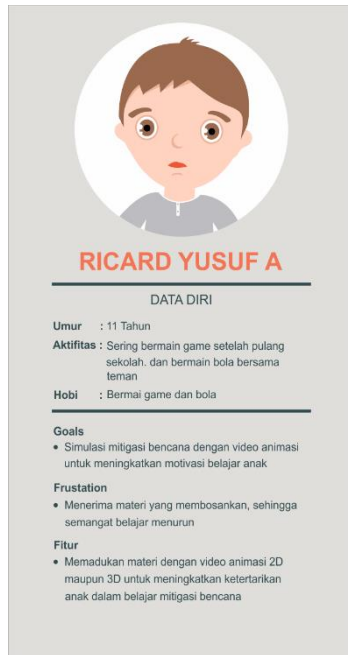 RICARD YUSUF A
DATA DIRI
Umur : 11 Tahun
Aktifitas : Sering bermain game setelah pulang
sekolah. dan bermain bola bersama
teman
Hobi : Bermai game dan bola
Goals
• Simulasi mitigasi bencana dengan video animasi
untuk meningkatkan motivasi belajar anak
Frustation
• Menerima materi yang membosankan, sehingga
semangat belajar menurun
Fitur
• Memadukan materi dengan video animasi 2D
maupun 3D untuk meningkatkan ketertarikan
anak dalam belajar mitigasi bencana